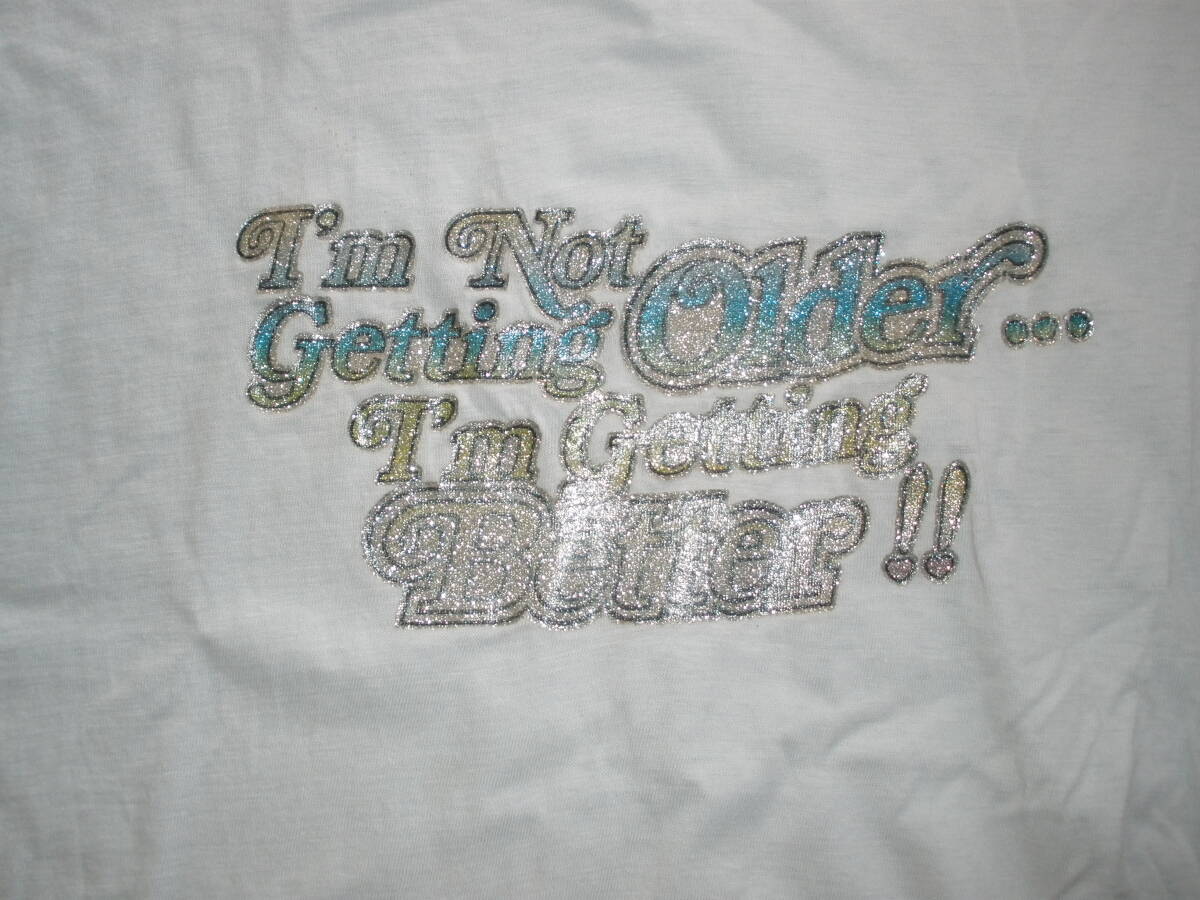 I'm Not
Getting Older...
I'm Getting
Better!!